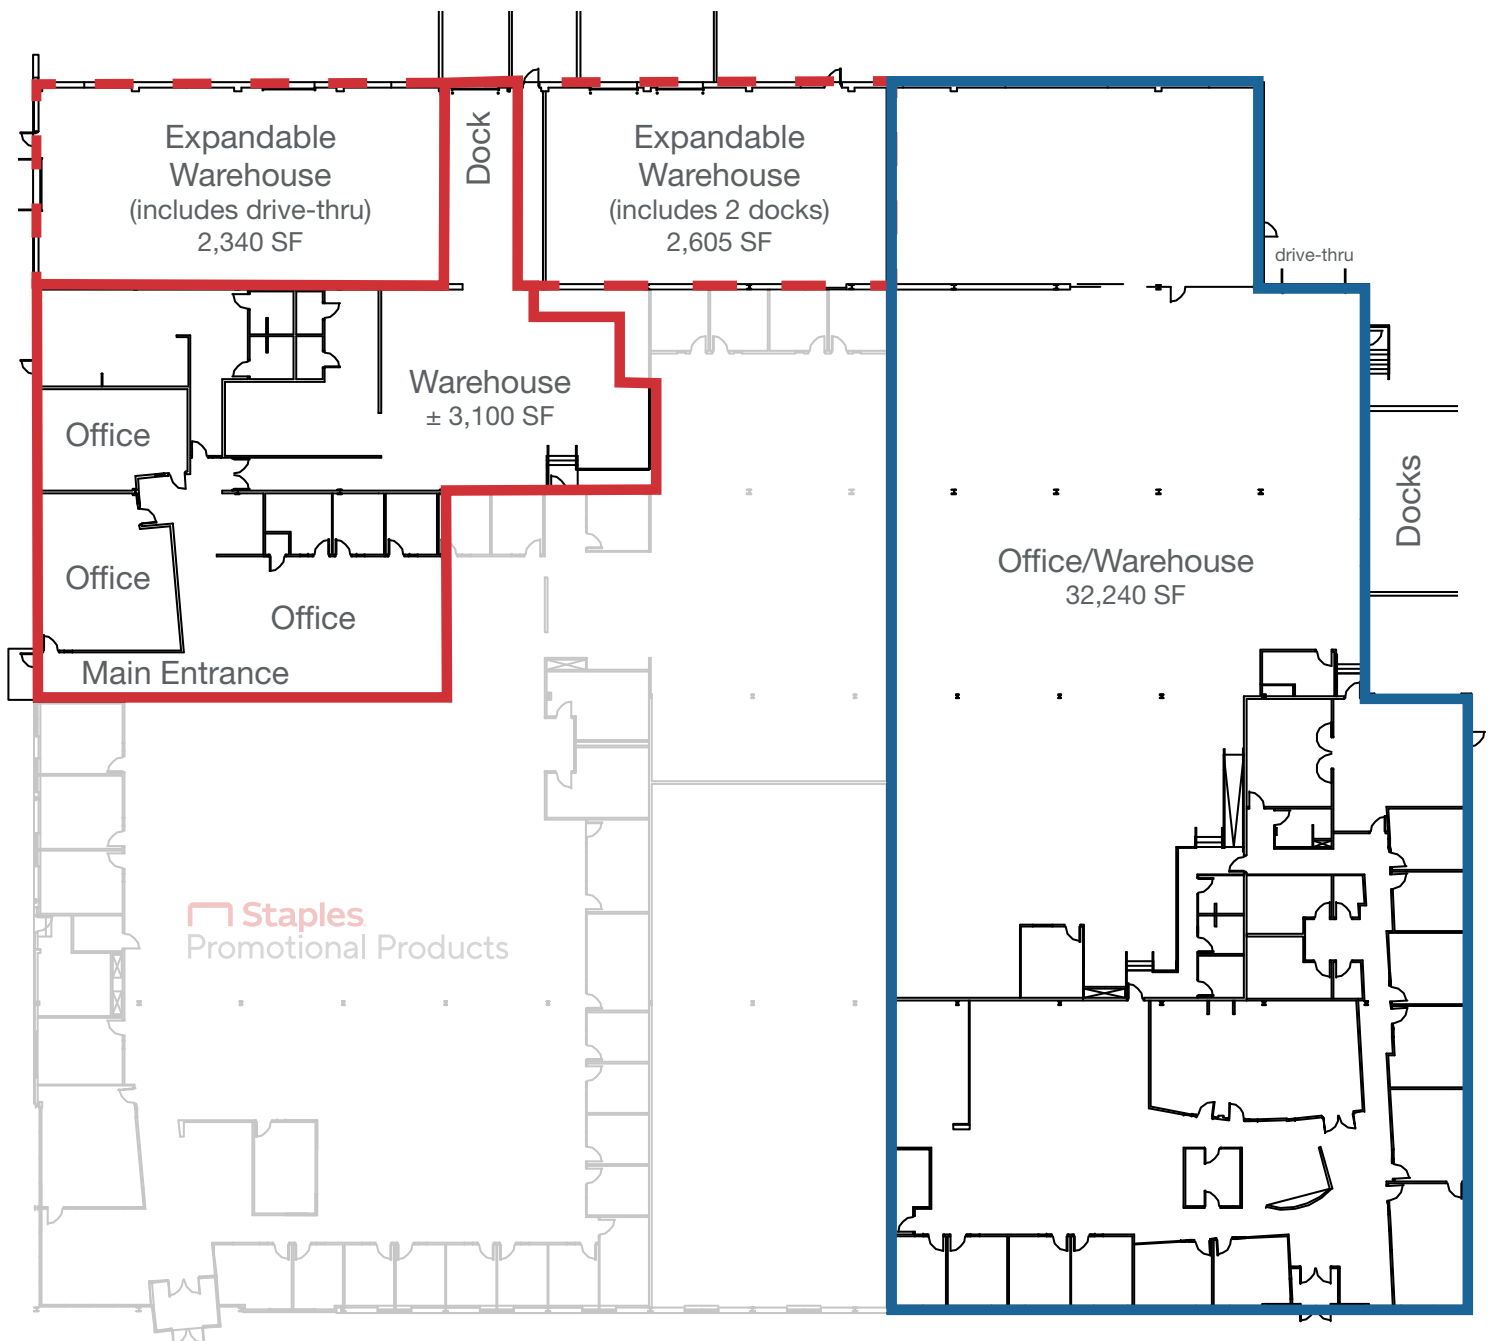 Expandable
Warehouse
(includes drive-thru)
2,340 SF
Dock
Expandable
Warehouse
(includes 2 docks)
2,605 SF
drive-thru
Warehouse
± 3,100 SF
Office
Docks
Office/Warehouse
32,240 SF
Office
Office
Main Entrance
Staples
Promotional Products